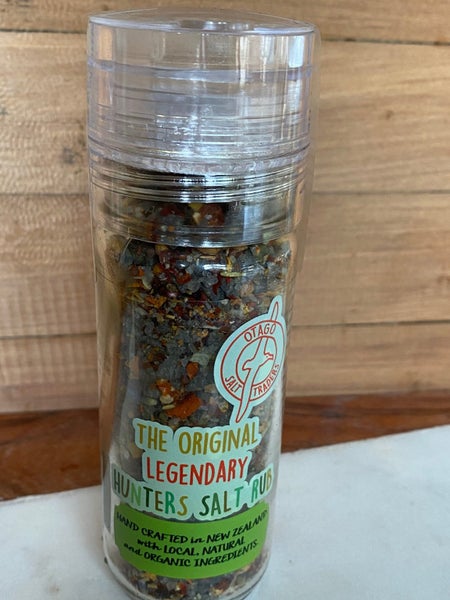 OTAGO
SALT TRADERS
THE ORIGINAL
LEGENDARY
HUNTERS SALT RUB
HAND CRAFTED in NEW ZEALAND
with LOCAL, NATURAL
and ORGANIC INGREDIENTS